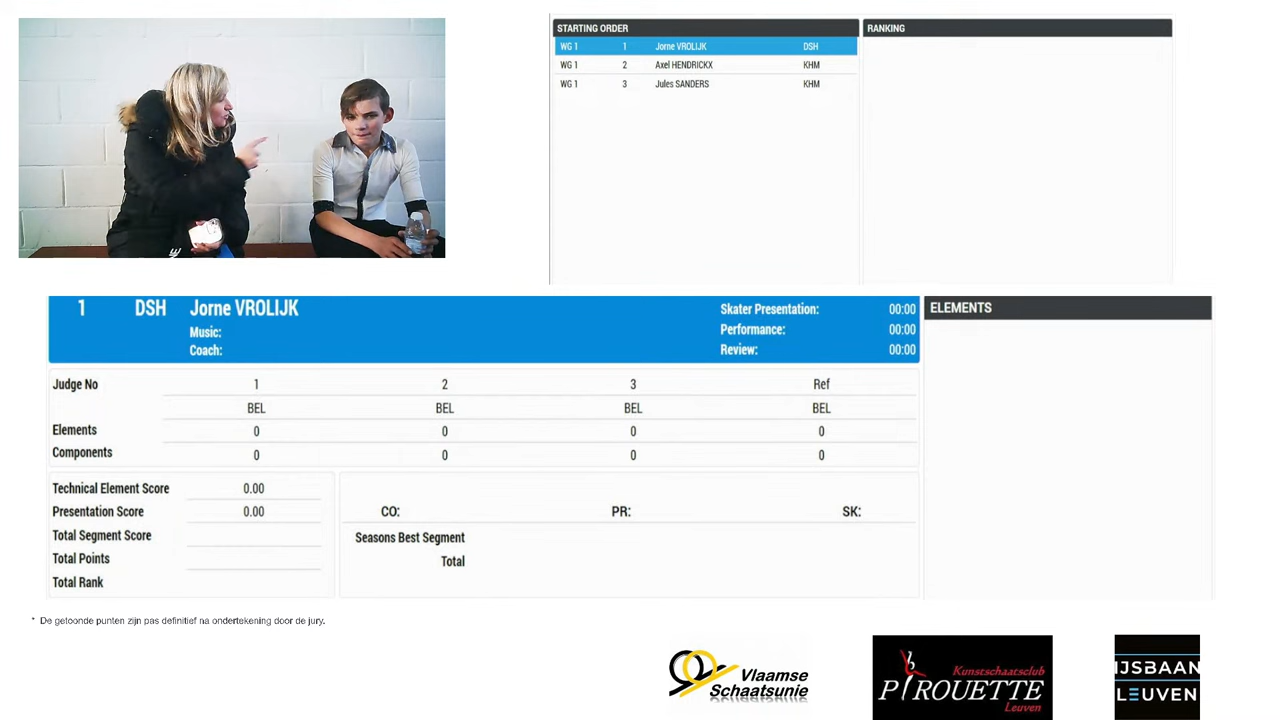 STARTING ORDER
WG 1 1 Jorne VROLIJK DSH
WG 1 2 Axel HENDRICKX KHM
WG 1 3 Jules SANDERS KHM
RANKING
1 DSH Jorne VROLIJK
Music:
Coach:
Skater Presentation: 00:00
Performance: 00:00
Review: 00:00
ELEMENTS
Judge No 1 2 3 Ref
BEL BEL BEL BEL
Elements 0 0 0 0
Components 0 0 0 0
Technical Element Score 0.00
Presentation Score 0.00
Total Segment Score
Total Points
Total Rank
CO: PR: SK:
Seasons Best Segment
Total
* De getoonde punten zijn pas definitief na ondertekening door de jury.
Vlaamse
Schaatsunie
Kunstschaatsclub
PIROUETTE
Leuven
IJSBAAN
LEUVEN